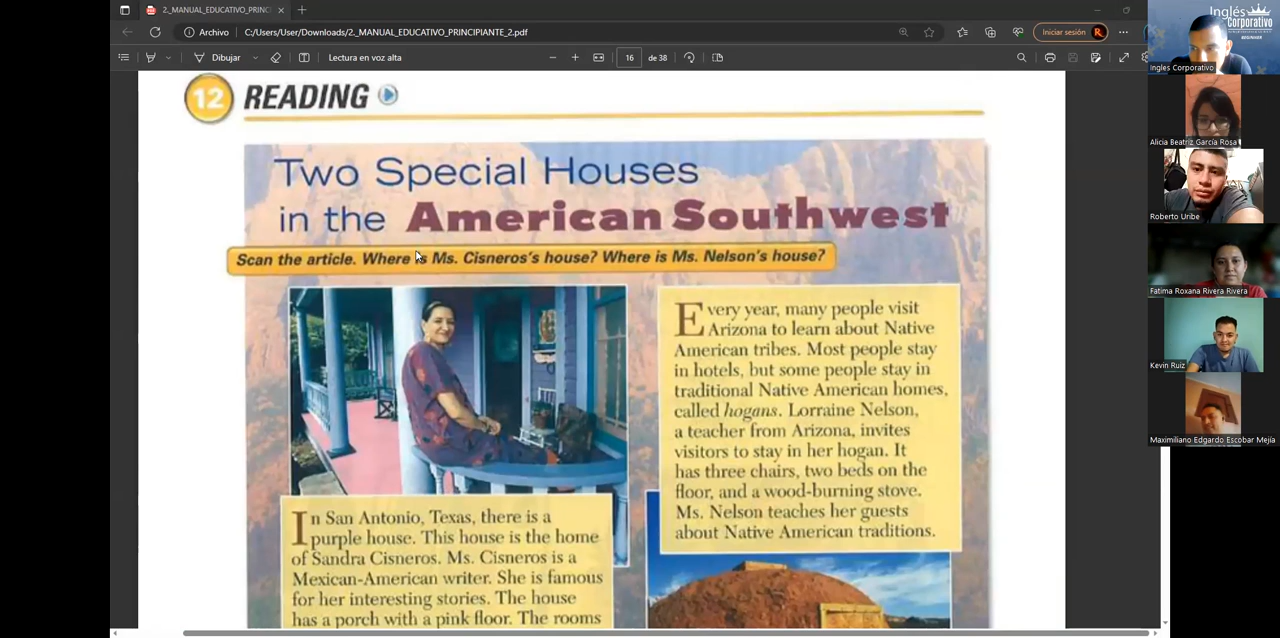 2._MANUAL_EDUCATIVO_PRINCI
Archivo
C:/Users/User/Downloads/2._MANUAL_EDUCATIVO_PRINCIPIANTE_2.pdf
Iniciar sesión
Dibujar
Lectura en voz alta
16
de 38
12 READING
Two Special Houses
in the American Southwest
Scan the article. Where is Ms. Cisneros's house? Where is Ms. Nelson's house?
In San Antonio, Texas, there is a
purple house. This house is the home
of Sandra Cisneros. Ms. Cisneros is a
Mexican-American writer. She is famous
for her interesting stories. The house
has a porch with a pink floor. The rooms
Every year, many people visit
Arizona to learn about Native
American tribes. Most people stay
in hotels, but some people stay in
traditional Native American homes,
called hogans. Lorraine Nelson,
a teacher from Arizona, invites
visitors to stay in her hogan. It
has three chairs, two beds on the
floor, and a wood-burning stove.
Ms. Nelson teaches her guests
about Native American traditions.
Inglés
Corporativo
Ingles Corporativo
Alicia Beatriz García Rosa
Roberto Uribe
Fatima Roxana Rivera Rivera
Kevin Ruiz
Maximiliano Edgardo Escobar Mejía